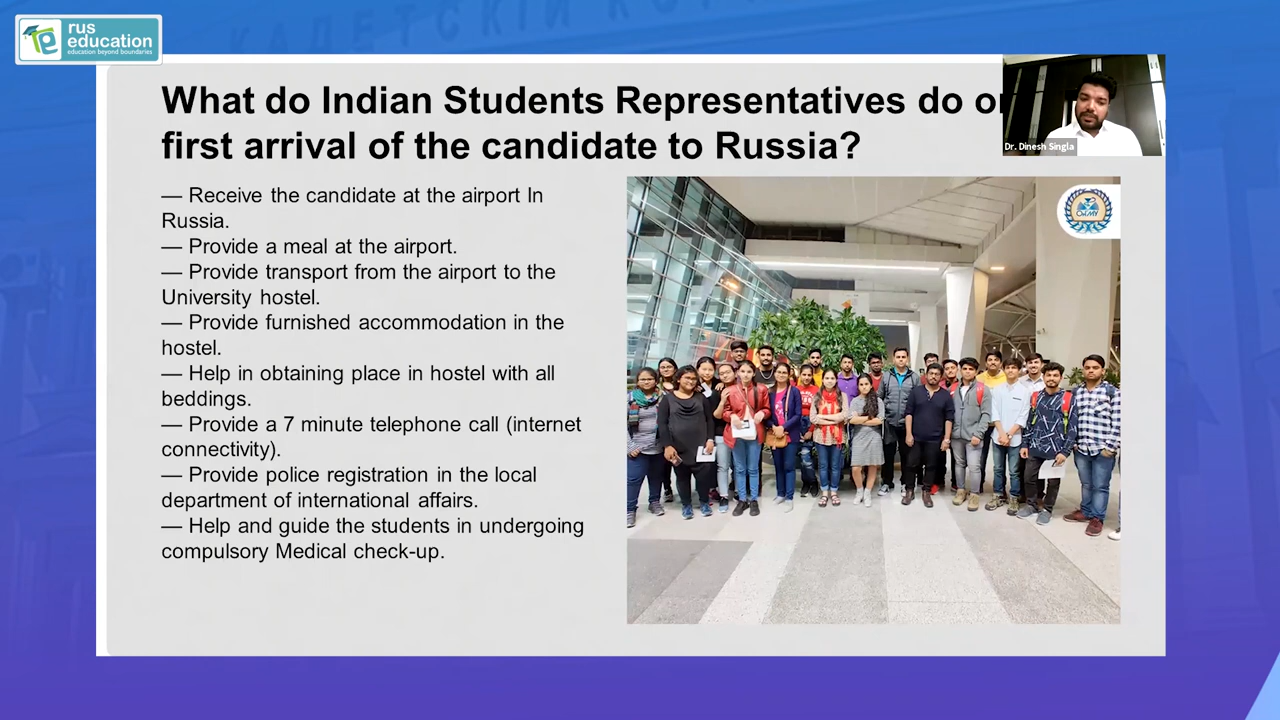 rus
education
education beyond boundaries
КАДЕТСКІЙ КО
What do Indian Students Representatives do
first arrival of the candidate to Russia?
Dr. Dinesh Singla
— Receive the candidate at the airport In
Russia.
— Provide a meal at the airport.
— Provide transport from the airport to the
University hostel.
— Provide furnished accommodation in the
hostel.
— Help in obtaining place in hostel with all
beddings.
— Provide a 7 minute telephone call (internet
connectivity).
— Provide police registration in the local
department of international affairs.
— Help and guide the students in undergoing
compulsory Medical check-up.